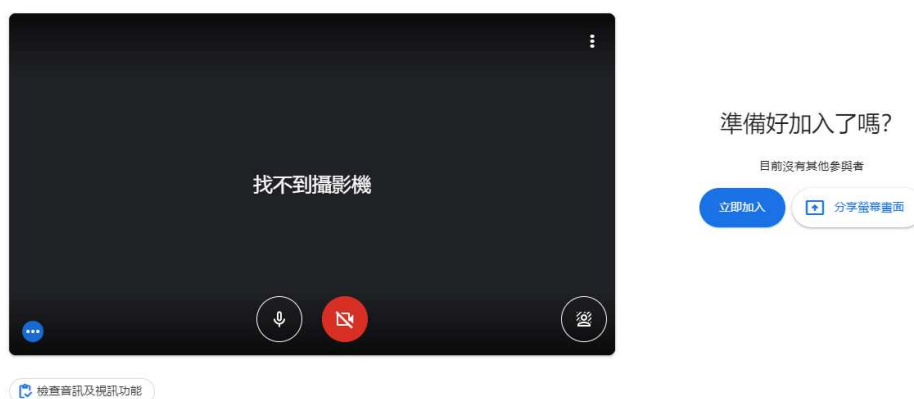 找不到攝影機
準備好加入了嗎?
目前沒有其他參與者
立即加入
分享螢幕畫面
檢查音訊及視訊功能